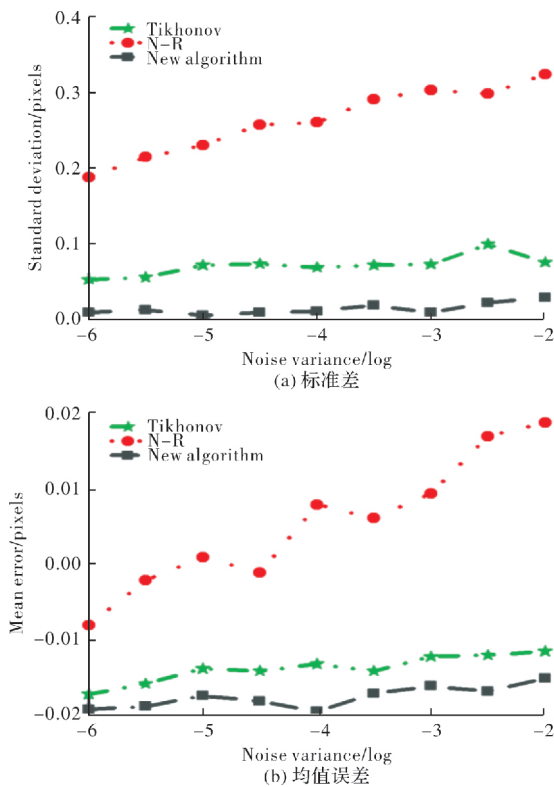 0.4
Tikhonov
N-R
New algorithm
0.3
0.2
0.1
0.0
Standard deviation/pixels
-6
-5
-4
-3
-2
Noise variance/log
(a) 标准差
0.02
Tikhonov
N-R
New algorithm
0.01
0.00
-0.01
-0.02
Mean error/pixels
-6
-5
-4
-3
-2
Noise variance/log
(b) 均值误差